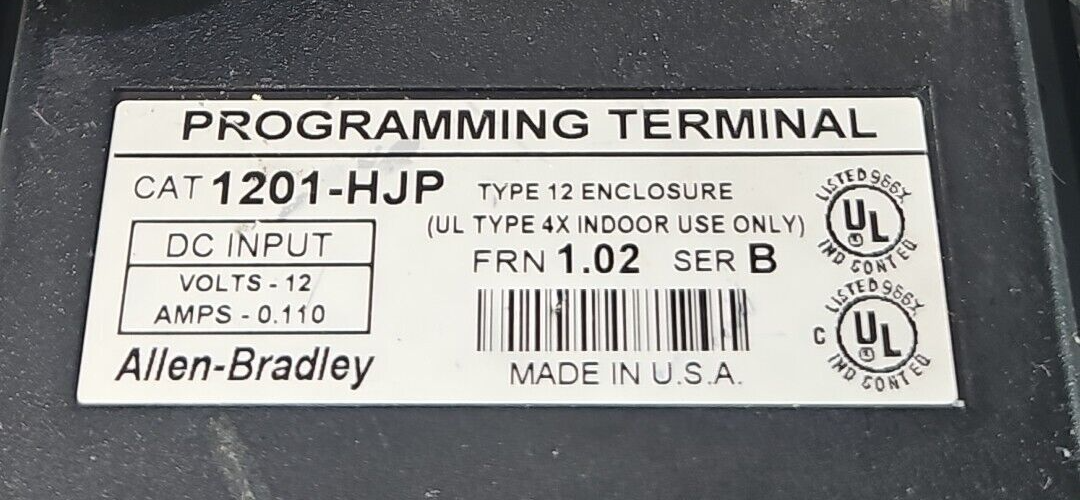 PROGRAMMING TERMINAL
CAT 1201-HJP
TYPE 12 ENCLOSURE
(UL TYPE 4X INDOOR USE ONLY)
FRN 1.02 SER B
DC INPUT
VOLTS - 12
AMPS - 0.110
Allen-Bradley
MADE IN U.S.A.
LISTED 966X
UL
IND CONT EQ
LISTED 966X
C UL
IND CONT EQ